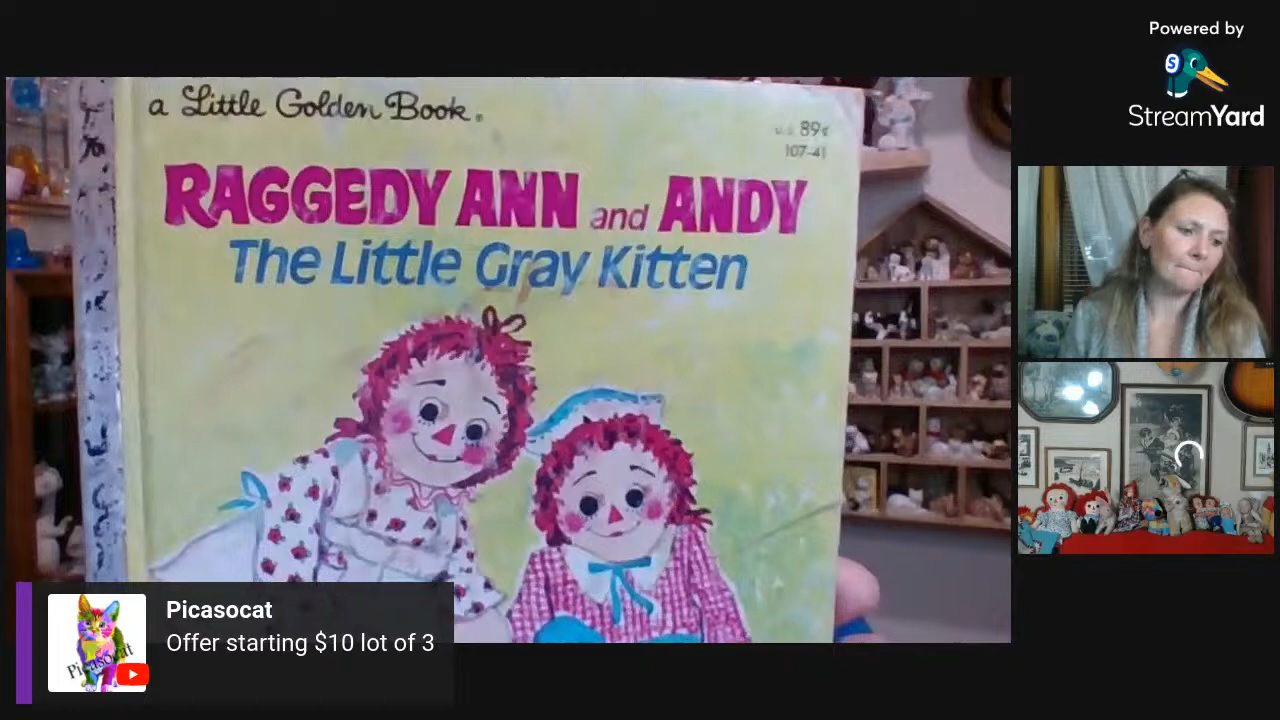 Powered by
StreamYard
a Little Golden Book®
U.S. 89¢
107-41
RAGGEDY ANN and ANDY
The Little Gray Kitten
Picasocat
Offer starting $10 lot of 3
Picasocat